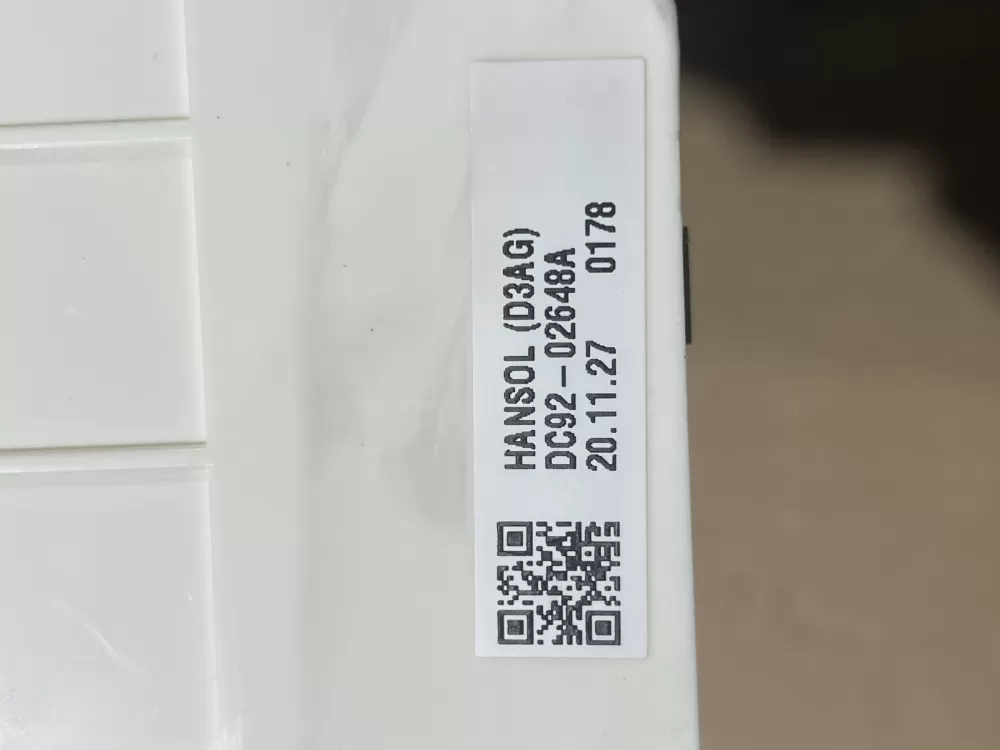 HANSOL (D3AG)
DC92-02648A
20.11.27 0178